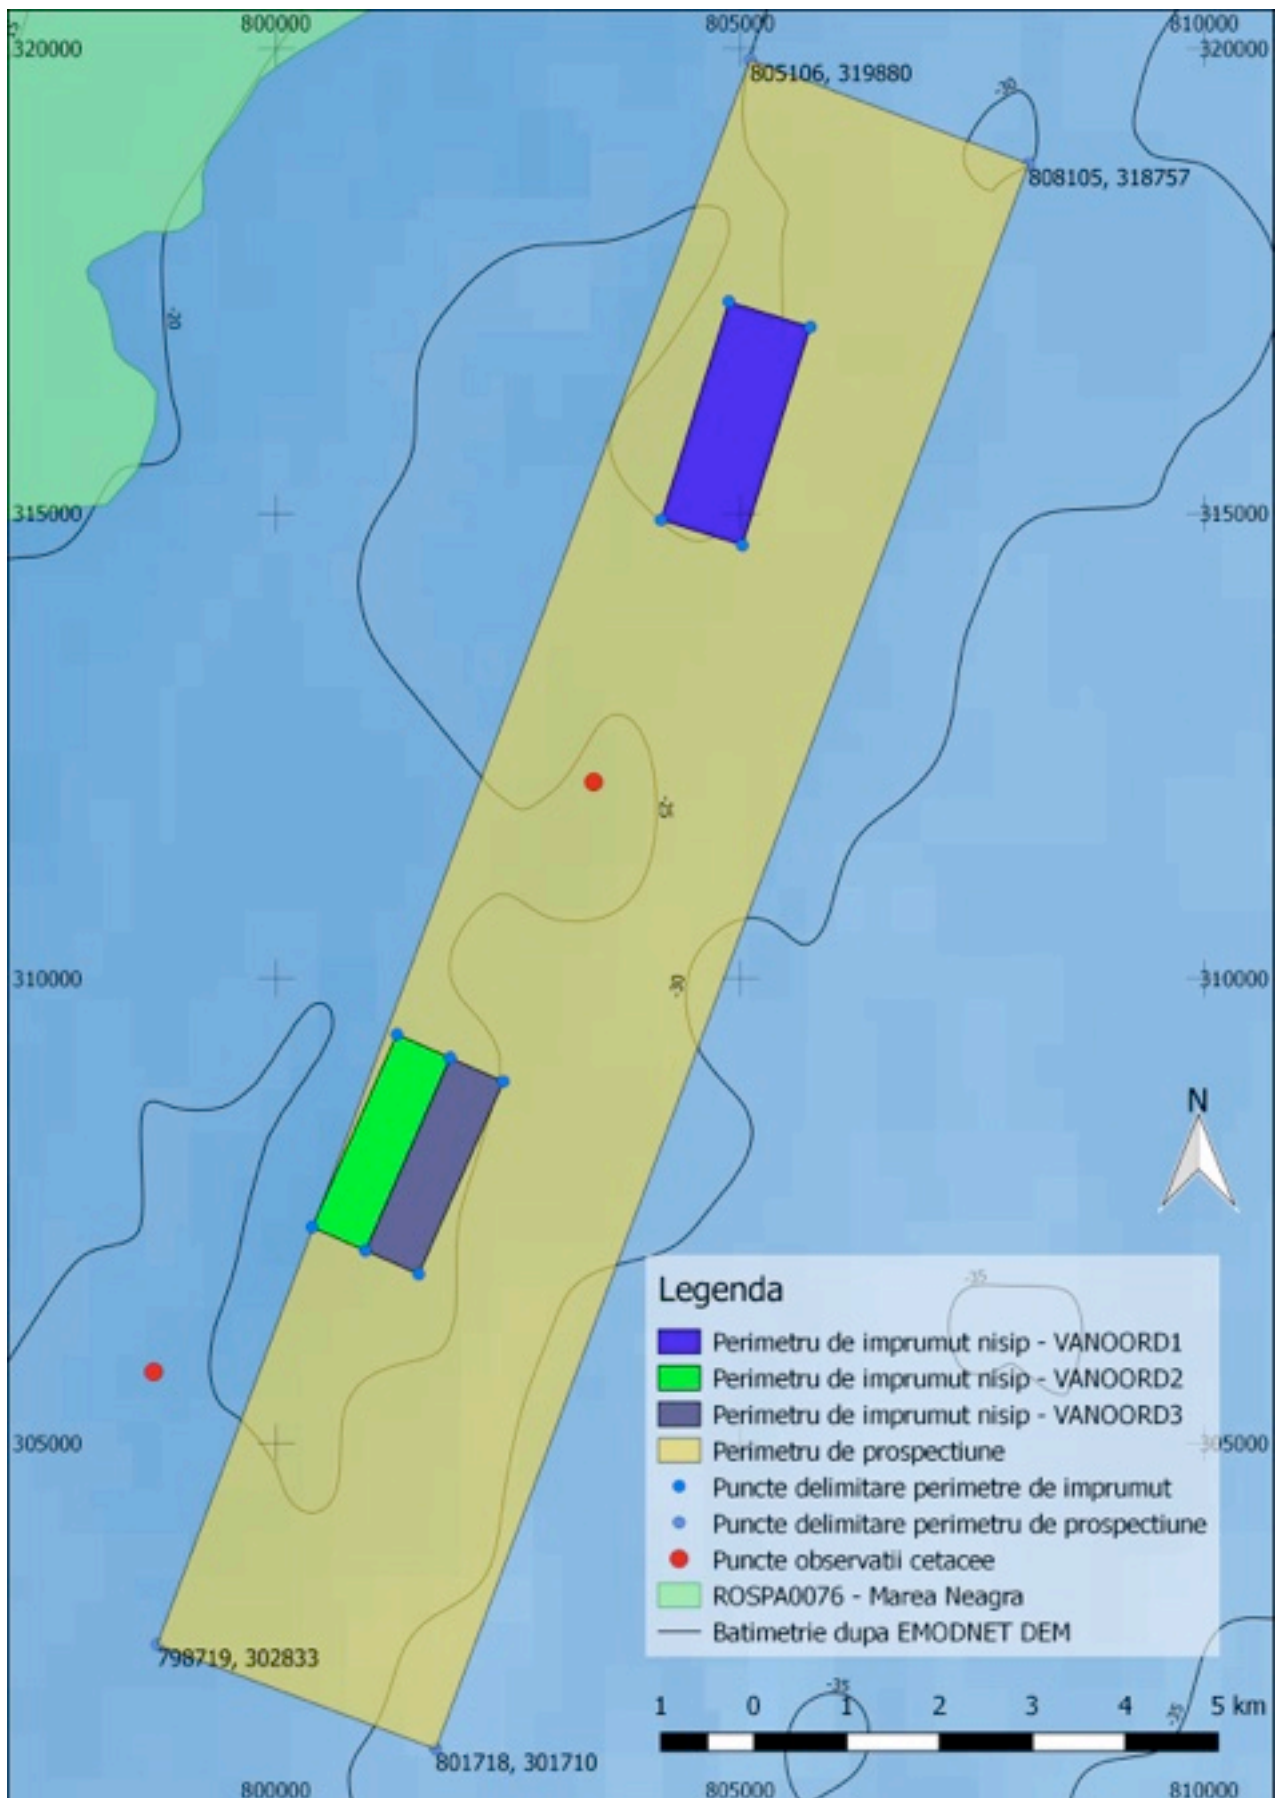 800000 805000 810000
320000 320000
805106, 319880
-30
808105, 318757
-20
315000 315000
-25
310000 310000
-30
N
Legenda
Perimetru de imprumut nisip - VANOORD1
-35
Perimetru de imprumut nisip - VANOORD2
Perimetru de imprumut nisip - VANOORD3
305000 305000
Perimetru de prospectiune
Puncte delimitare perimetre de imprumut
Puncte delimitare perimetru de prospectiune
Puncte observatii cetacee
ROSPA0076 - Marea Neagra
Batimetrie dupa EMODNET DEM
798719, 302833
-35
-35
1 0 1 2 3 4 5 km
801718, 301710
800000 805000 810000